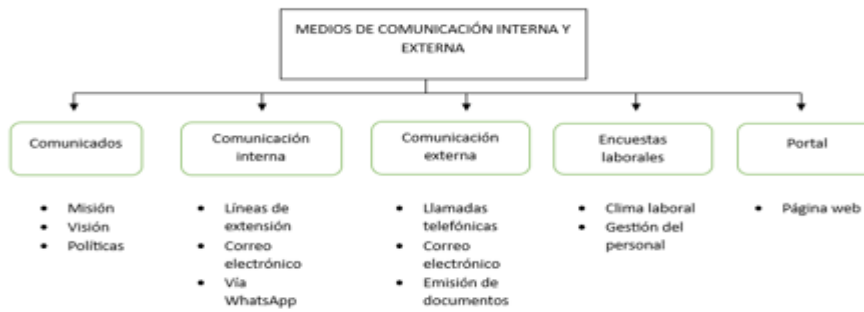 MEDIOS DE COMUNICACIÓN INTERNA Y
EXTERNA
Comunicados
Comunicación
interna
Comunicación
externa
Encuestas
laborales
Portal
• Misión
• Visión
• Políticas
• Líneas de
extensión
• Correo
electrónico
• Vía
WhatsApp
• Llamadas
telefónicas
• Correo
electrónico
• Emisión de
documentos
• Clima laboral
• Gestión del
personal
• Página web